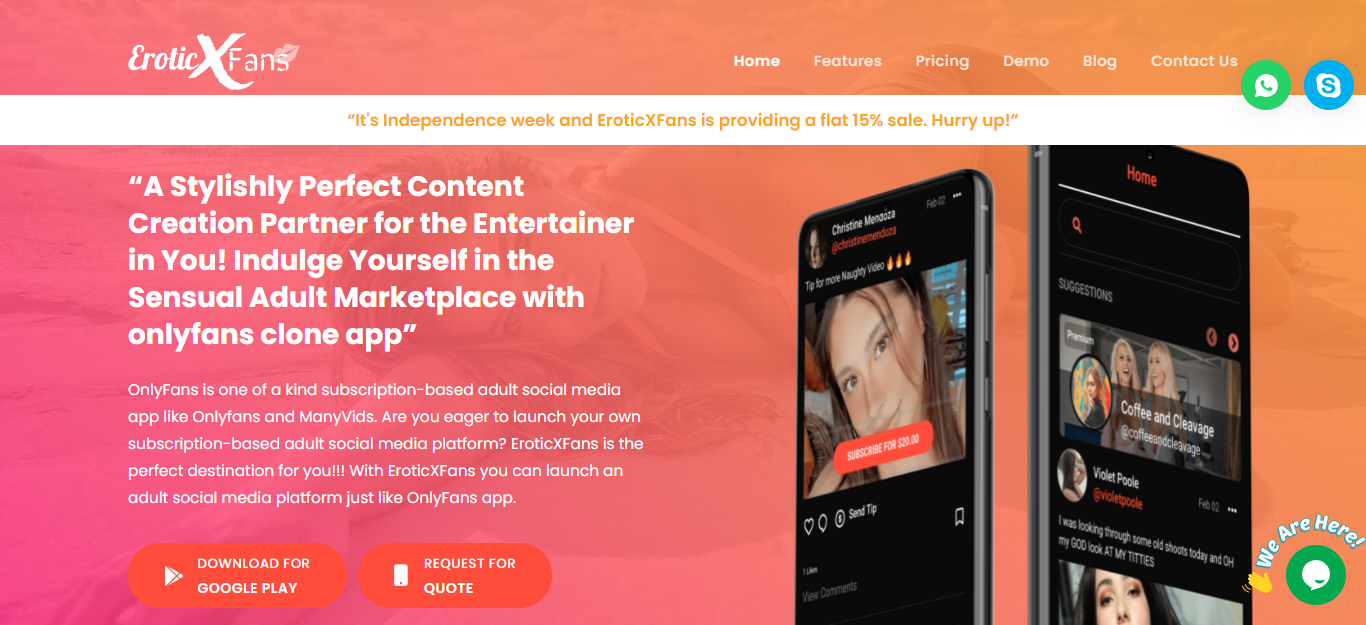 EroticXFans
Home Features Pricing Demo Blog Contact Us
“It's Independence week and EroticXFans is providing a flat 15% sale. Hurry up!”
“A Stylishly Perfect Content
Creation Partner for the Entertainer
in You! Indulge Yourself in the
Sensual Adult Marketplace with
onlyfans clone app”
OnlyFans is one of a kind subscription-based adult social media
app like Onlyfans and ManyVids. Are you eager to launch your own
subscription-based adult social media platform? EroticXFans is the
perfect destination for you!!! With EroticXFans you can launch an
adult social media platform just like OnlyFans app.
DOWNLOAD FOR
GOOGLE PLAY
REQUEST FOR
QUOTE
Christine Mendoza
@christinemendoza
Feb 02
Tip for more Naughty Video 🔥🔥🔥
SUBSCRIBE FOR $20.00
Send Tip
1 Likes
View Comments
Home
SUGGESTIONS
Premium
Coffee and Cleavage
@coffeeandcleavage
Violet Poole
@violetpoole
Feb 02
I was looking through some old shoots today and OH
my GOD look AT MY TITTIES
We Are Here!